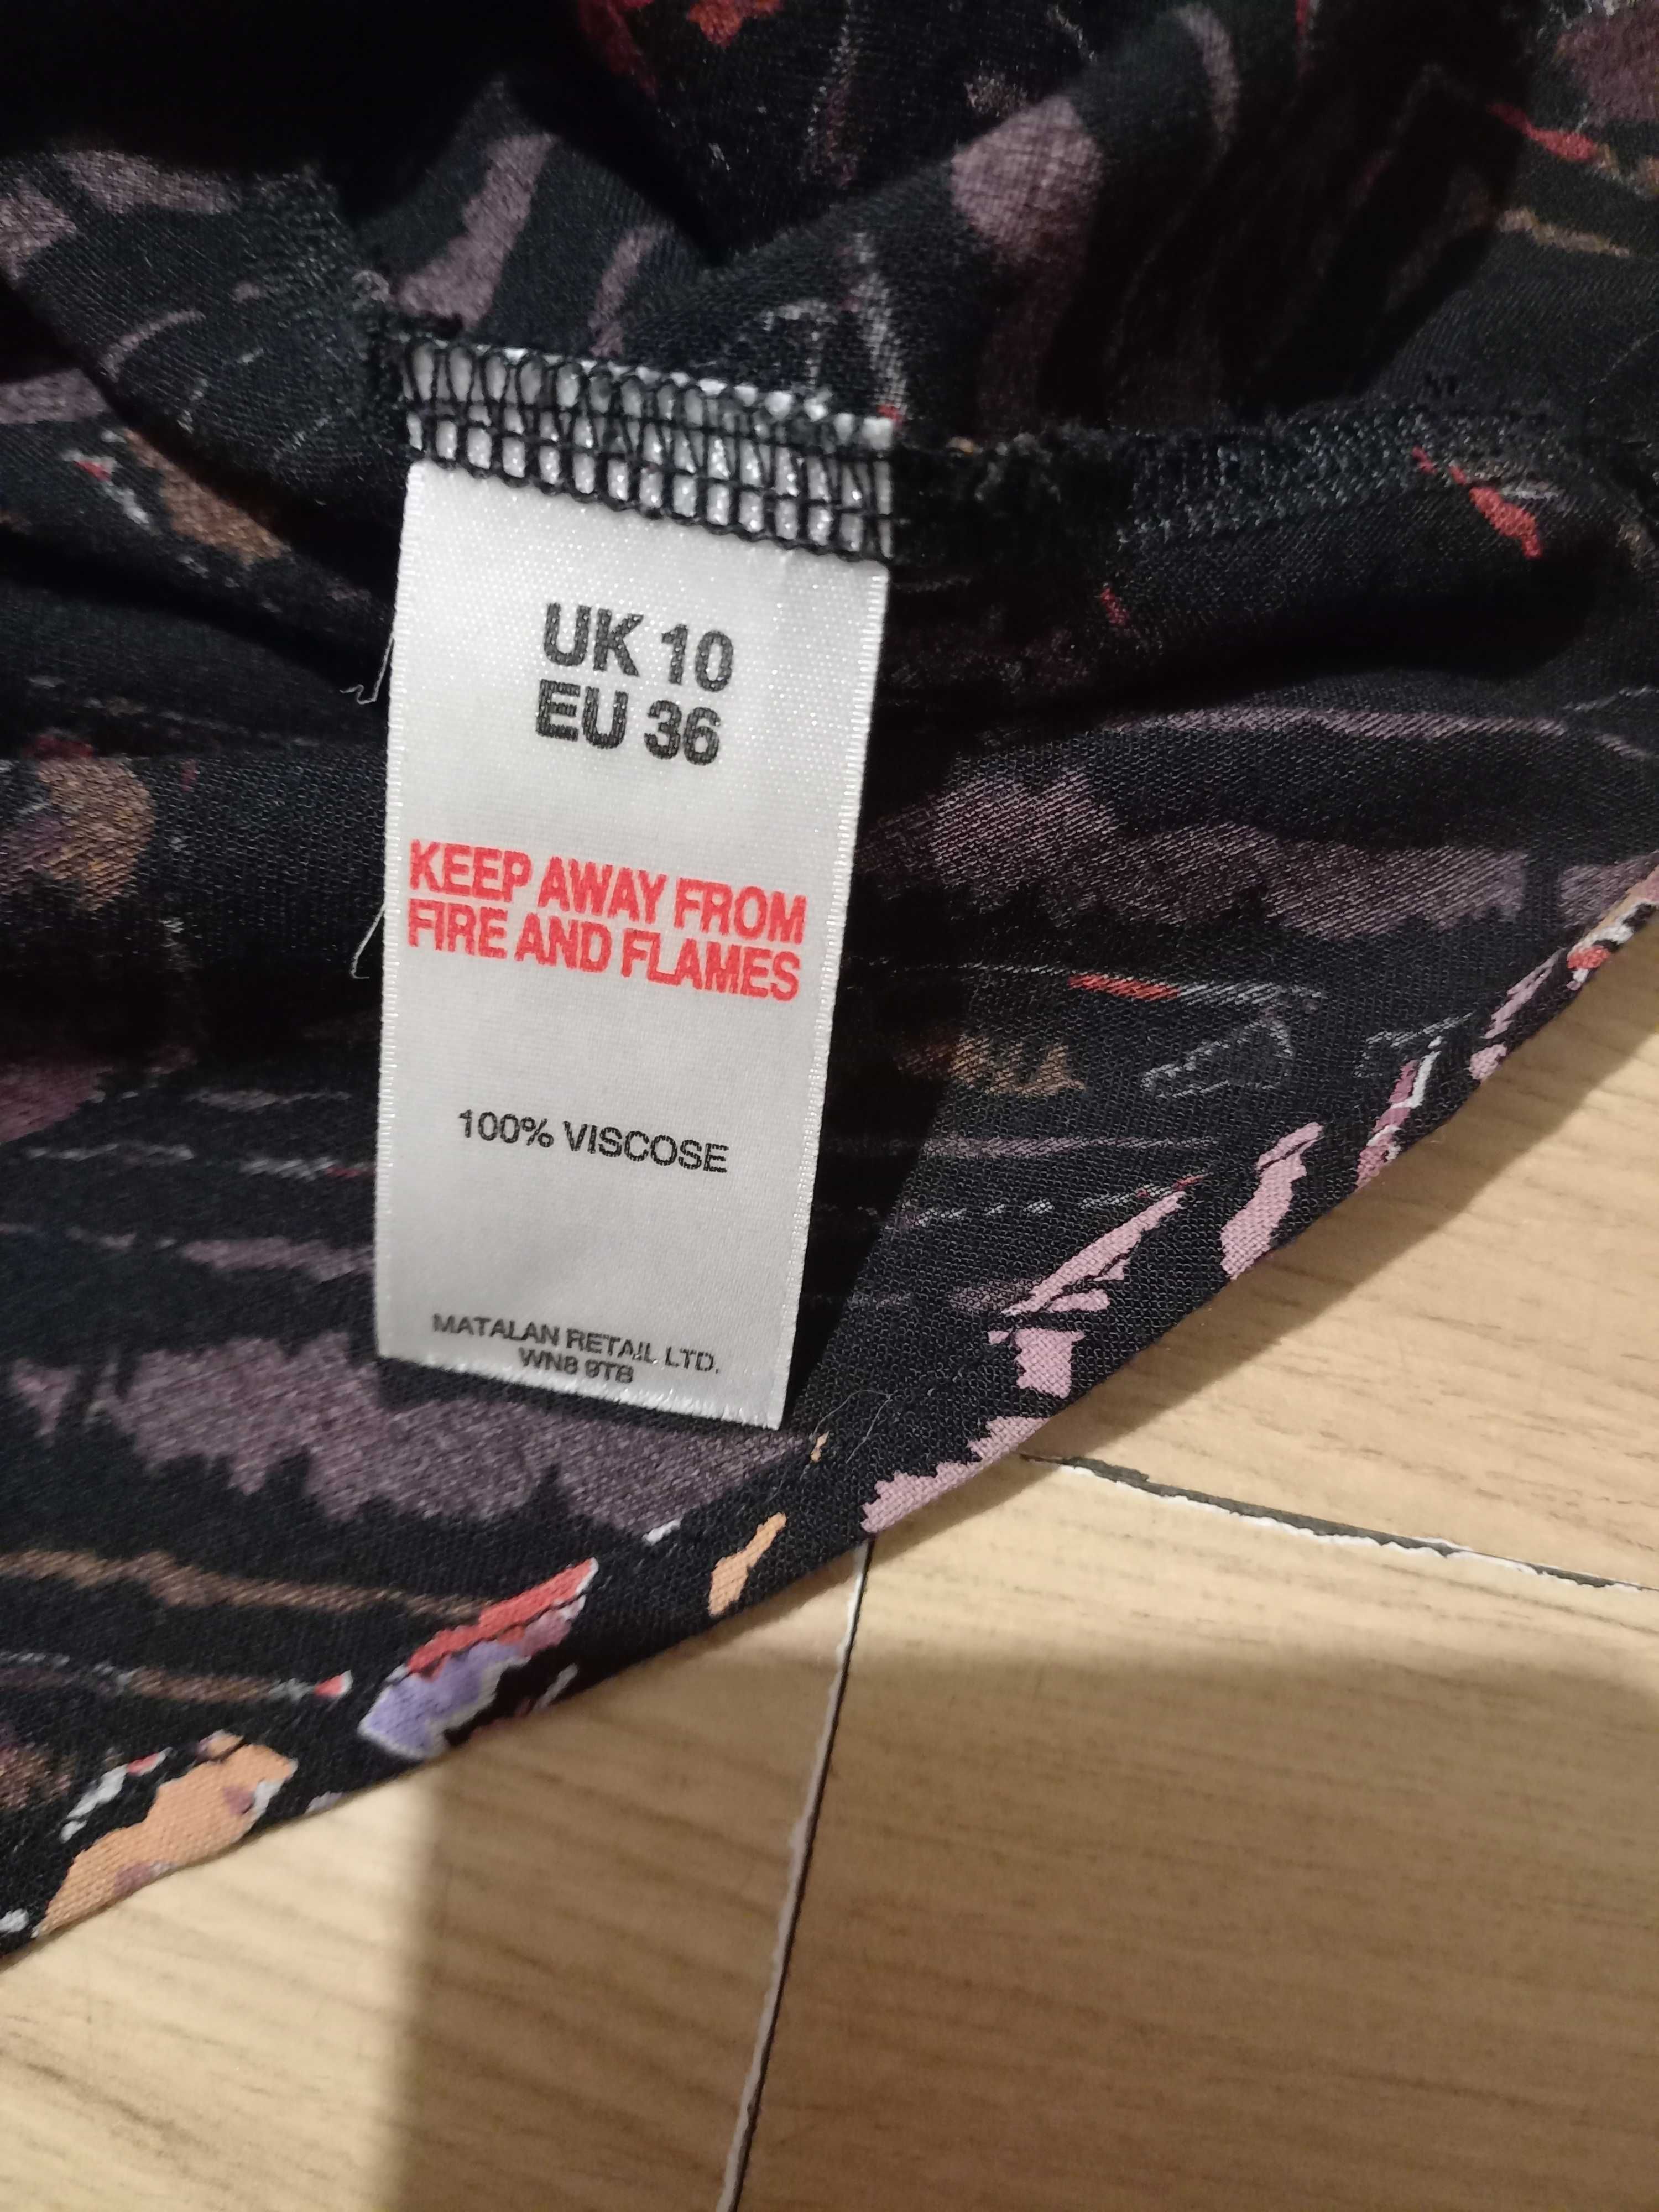 UK 10
EU 36
KEEP AWAY FROM
FIRE AND FLAMES
100% VISCOSE
MATALAN RETAIL LTD.
WN8 9TB